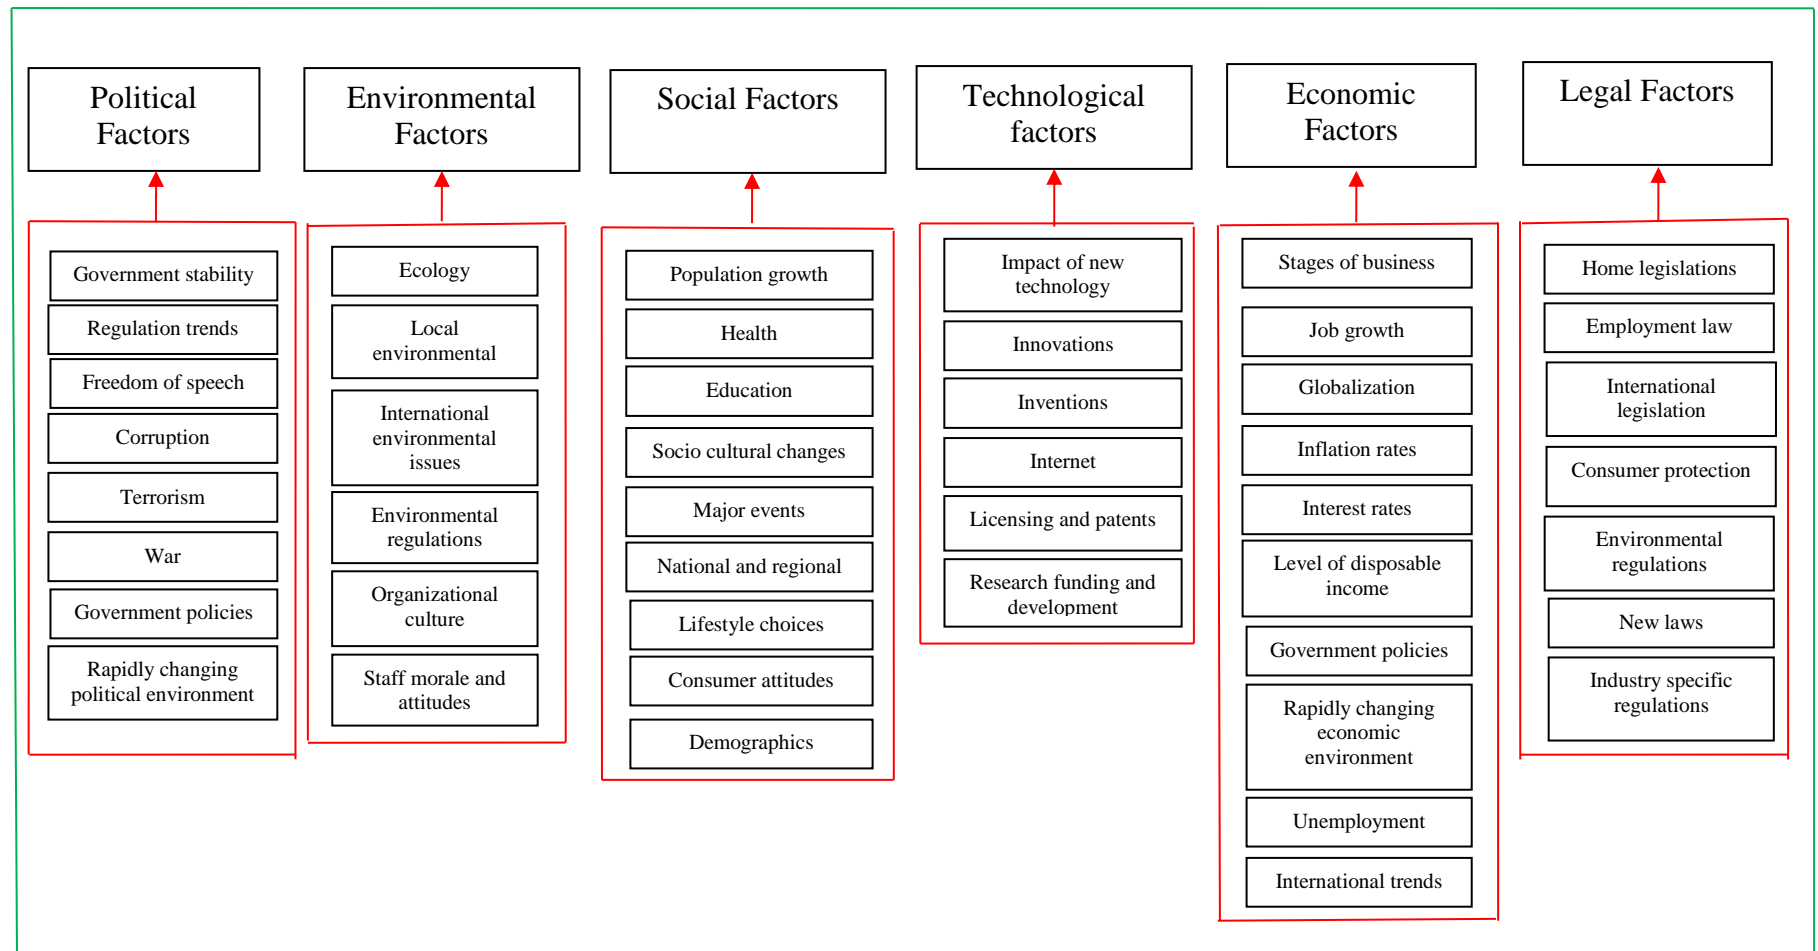 Political
Factors
Government stability
Regulation trends
Freedom of speech
Corruption
Terrorism
War
Government policies
Rapidly changing
political environment
Environmental
Factors
Ecology
Local
environmental
International
environmental
issues
Environmental
regulations
Organizational
culture
Staff morale and
attitudes
Social Factors
Population growth
Health
Education
Socio cultural changes
Major events
National and regional
Lifestyle choices
Consumer attitudes
Demographics
Technological
factors
Impact of new
technology
Innovations
Inventions
Internet
Licensing and patents
Research funding and
development
Economic
Factors
Stages of business
Job growth
Globalization
Inflation rates
Interest rates
Level of disposable
income
Government policies
Rapidly changing
economic
environment
Unemployment
International trends
Legal Factors
Home legislations
Employment law
International
legislation
Consumer protection
Environmental
regulations
New laws
Industry specific
regulations